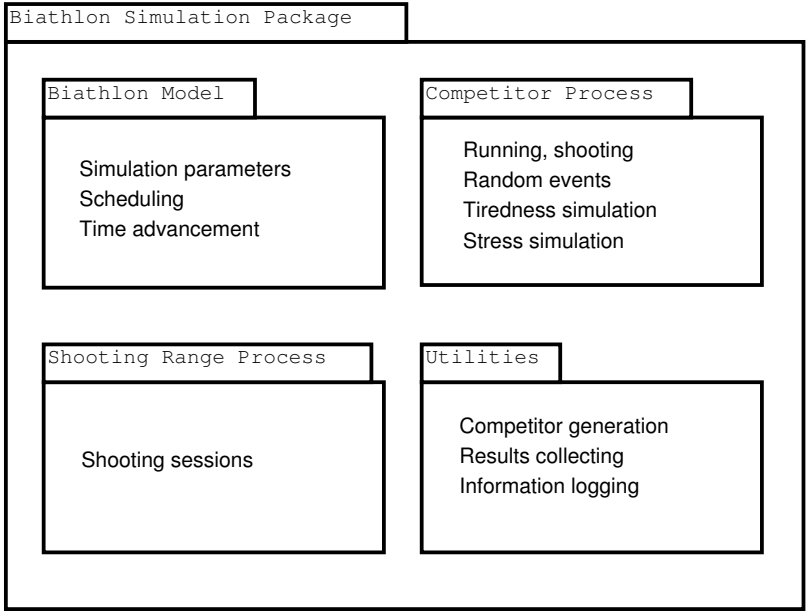 Biathlon Simulation Package
Biathlon Model
Simulation parameters
Scheduling
Time advancement
Competitor Process
Running, shooting
Random events
Tiredness simulation
Stress simulation
Shooting Range Process
Shooting sessions
Utilities
Competitor generation
Results collecting
Information logging